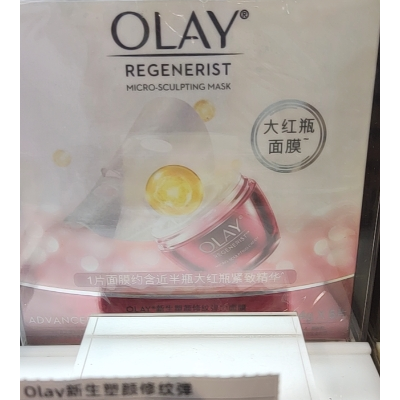 OLAY®
REGENERIST
MICRO-SCULPTING MASK
大红瓶
面膜
OLAY
REGENERIST
1片面膜约含近半瓶大红瓶紧致精华
ADVANCED
Olay新生塑颜修纹弹